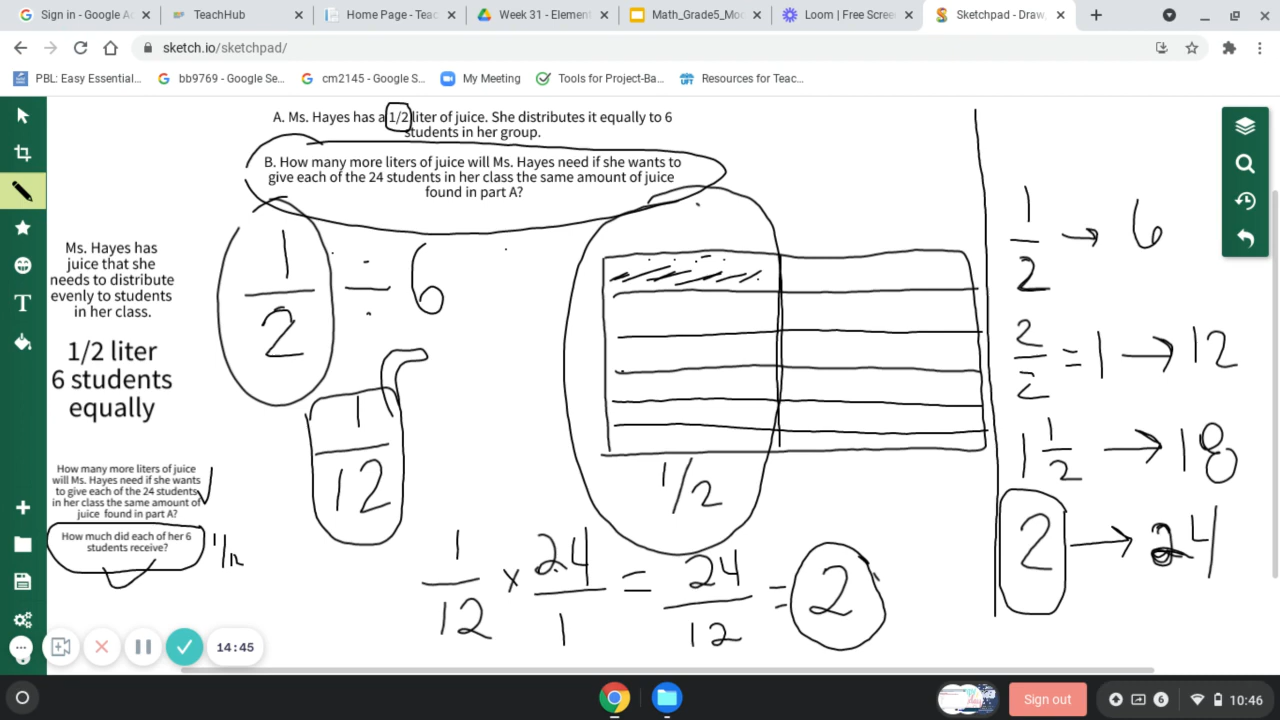 Sign in - Google Ac
TeachHub
Home Page - Teac
Week 31 - Elemen
Math_Grade5_Mo
Loom | Free Scree
Sketchpad - Draw,
sketch.io/sketchpad/
PBL: Easy Essential...
bb9769 - Google Se...
cm2145 - Google S...
My Meeting
Tools for Project-Ba...
Resources for Teac...
A. Ms. Hayes has a 1/2 liter of juice. She distributes it equally to 6
students in her group.
B. How many more liters of juice will Ms. Hayes need if she wants to
give each of the 24 students in her class the same amount of juice
found in part A?
Ms. Hayes has
juice that she
needs to distribute
evenly to students
in her class.
1/2 liter
6 students
equally
How many more liters of juice
will Ms. Hayes need if she wants
to give each of the 24 students
in her class the same amount of
juice found in part A?
How much did each of her 6
students receive?
1/12
1/2 ÷ 6
1/12
1/2
1/12 x 24/1 = 24/12 = 2
1/2 → 6
2/2 = 1 → 12
1 1/2 → 18
2 → 24
14:45
Sign out
6
10:46